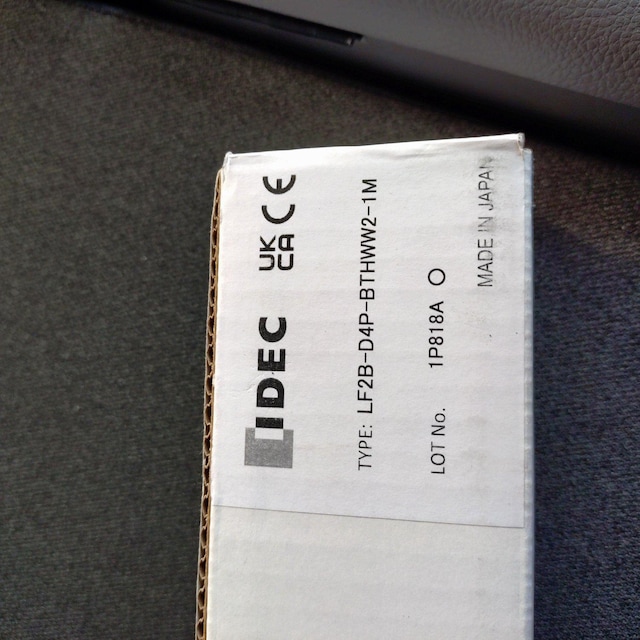 IDEC UK CA CE
TYPE: LF2B-D4P-BTHWW2-1M
LOT No. 1P818A O
MADE IN JAPAN